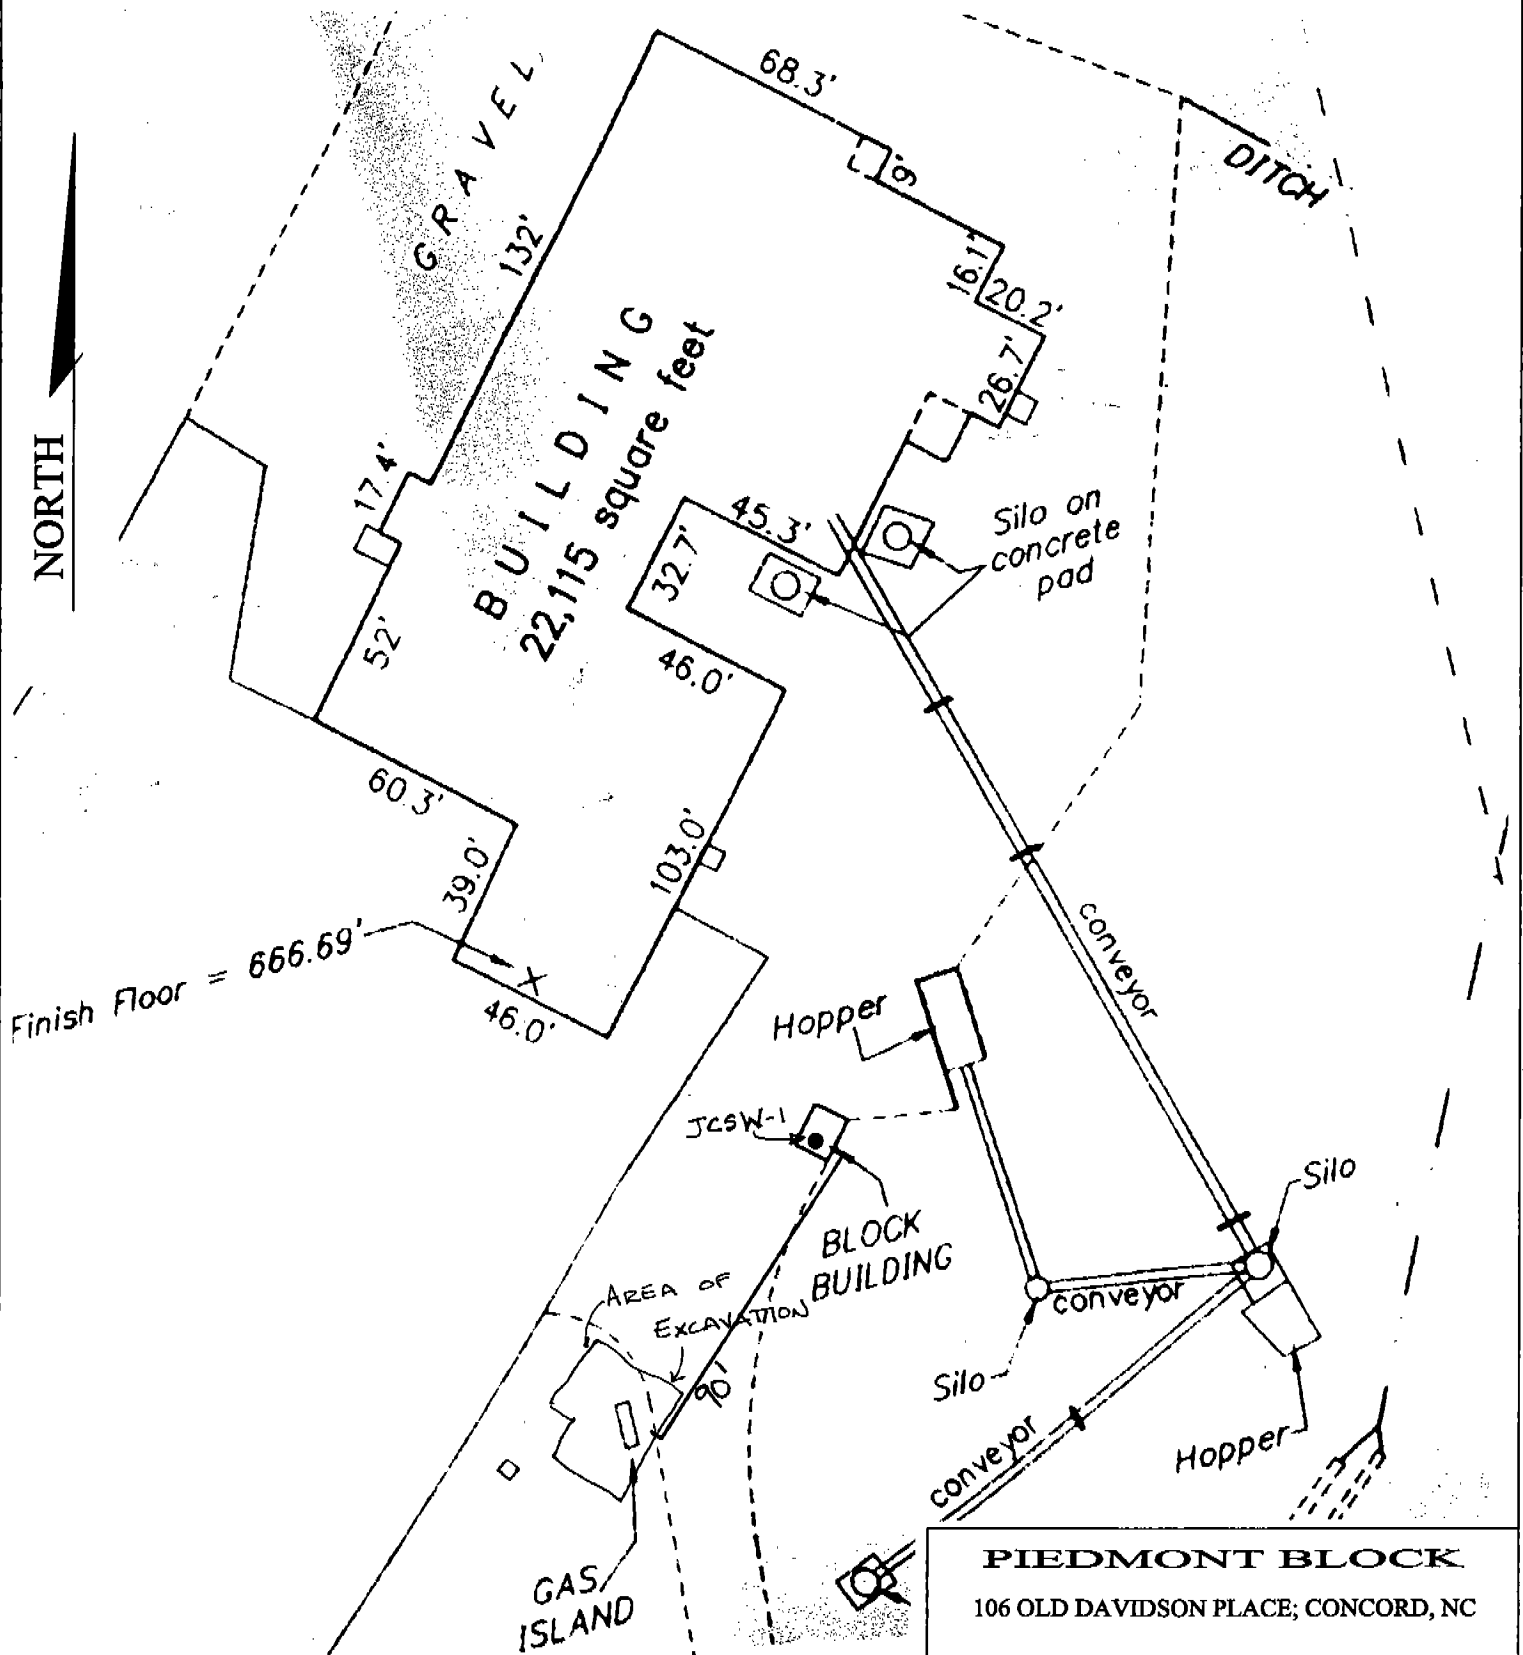 68.3'
GRAVEL
9'
DITCH
132'
16.1'
20.2'
NORTH
BUILDING
22,115 square feet
26.7'
17.4'
45.3'
Silo on
concrete
pad
32.7'
52'
46.0'
60.3'
103.0'
39.0'
Finish Floor = 666.69'
X
46.0'
conveyor
Hopper
JCSW-1
Silo
BLOCK
BUILDING
AREA OF
EXCAVATION
conveyor
90'
Silo
conveyor
Hopper
GAS
ISLAND
PIEDMONT BLOCK
106 OLD DAVIDSON PLACE; CONCORD, NC